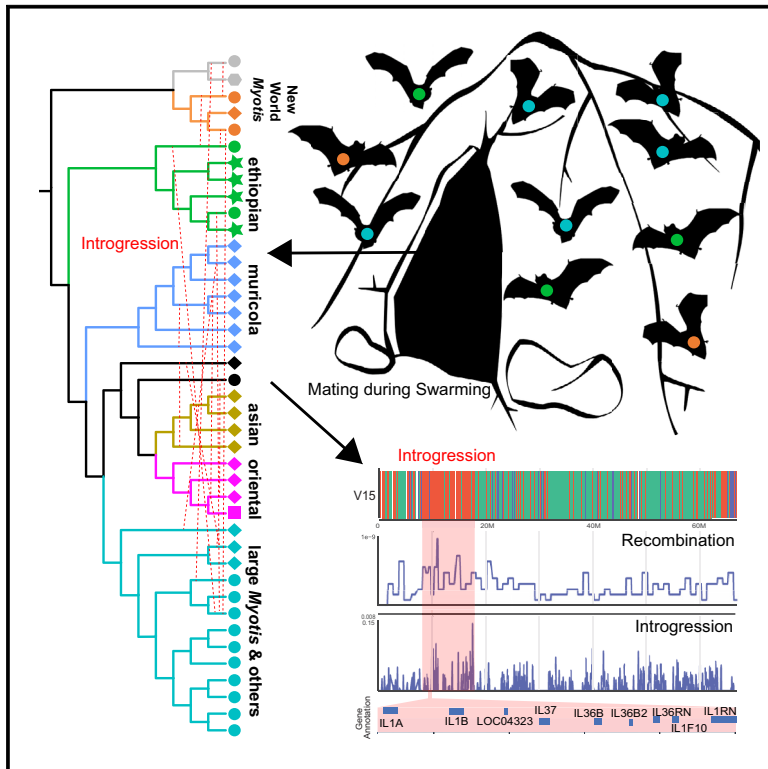 New
World
Myotis
ethiopian
Introgression
muricola
asian
oriental
large Myotis & others
Mating during Swarming
Introgression
V15
0
20M
40M
60M
1e-9
Recombination
0.008
0.15
Introgression
Gene
Annotation
IL1A
IL1B
LOC04323
IL37
IL36B
IL36B2
IL36RN
IL1F10
IL1RN